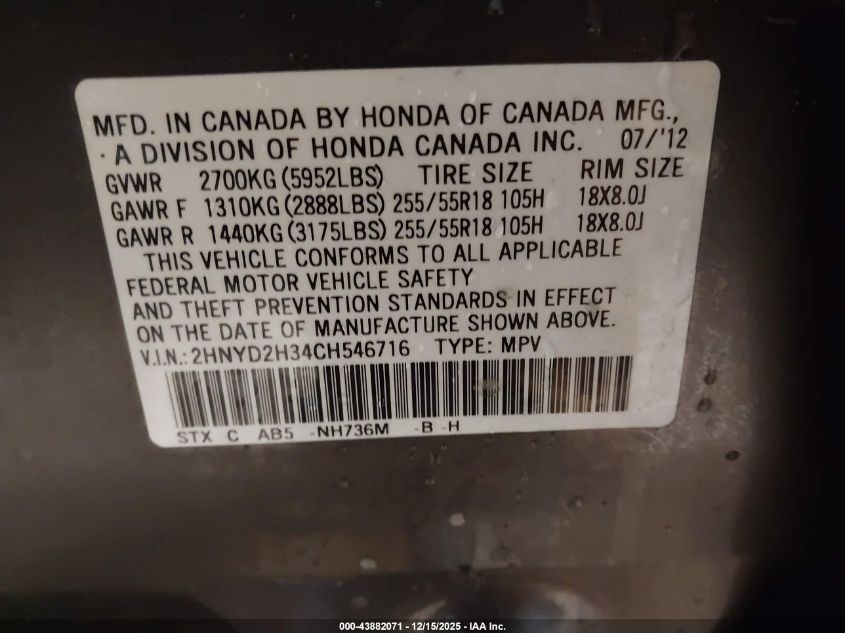 MFD. IN CANADA BY HONDA OF CANADA MFG.,
· A DIVISION OF HONDA CANADA INC. 07/'12
GVWR 2700KG (5952LBS) TIRE SIZE RIM SIZE
GAWR F 1310KG (2888LBS) 255/55R18 105H 18X8.0J
GAWR R 1440KG (3175LBS) 255/55R18 105H 18X8.0J
THIS VEHICLE CONFORMS TO ALL APPLICABLE
FEDERAL MOTOR VEHICLE SAFETY
AND THEFT PREVENTION STANDARDS IN EFFECT
ON THE DATE OF MANUFACTURE SHOWN ABOVE.
V.I.N.: 2HNYD2H34CH546716 TYPE: MPV
STX C AB5 -NH736M -B -H
000-43882071 - 12/15/2025 - IAA Inc.